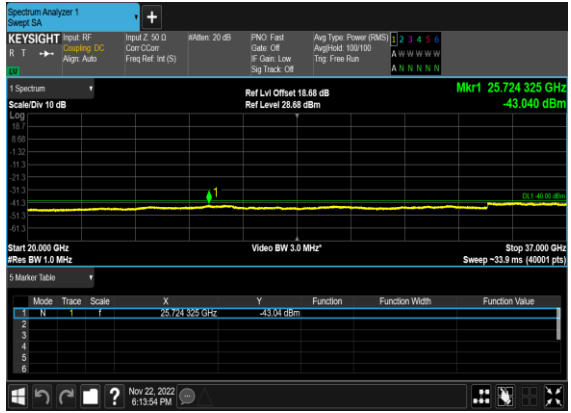 Spectrum Analyzer 1
Swept SA
+
KEYSIGHT Input: RF Input Z: 50 Ω #Atten: 20 dB PNO: Fast Avg Type: Power (RMS) 1 2 3 4 5 6
R T Coupling: DC Corr CCorr Gate: Off Avg|Hold: 100/100 A W W W W W
Align: Auto Freq Ref: Int (S) IF Gain: Low Trig: Free Run
LV Sig Track: Off A N N N N N
1 Spectrum Ref Lvl Offset 18.68 dB Mkr1 25.724 325 GHz
Scale/Div 10 dB Ref Level 28.68 dBm -43.040 dBm
Log
18.7
8.68
-1.32
-11.3
-21.3
-31.3
1
DL1 -40.00 dBm
-41.3
-51.3
-61.3
Start 20.000 GHz Video BW 3.0 MHz* Stop 37.000 GHz
#Res BW 1.0 MHz Sweep ~33.9 ms (40001 pts)
5 Marker Table
Mode Trace Scale X Y Function Function Width Function Value
1 N 1 f 25.724 325 GHz -43.04 dBm
2
3
4
5
6
? Nov 22, 2022
6:13:54 PM